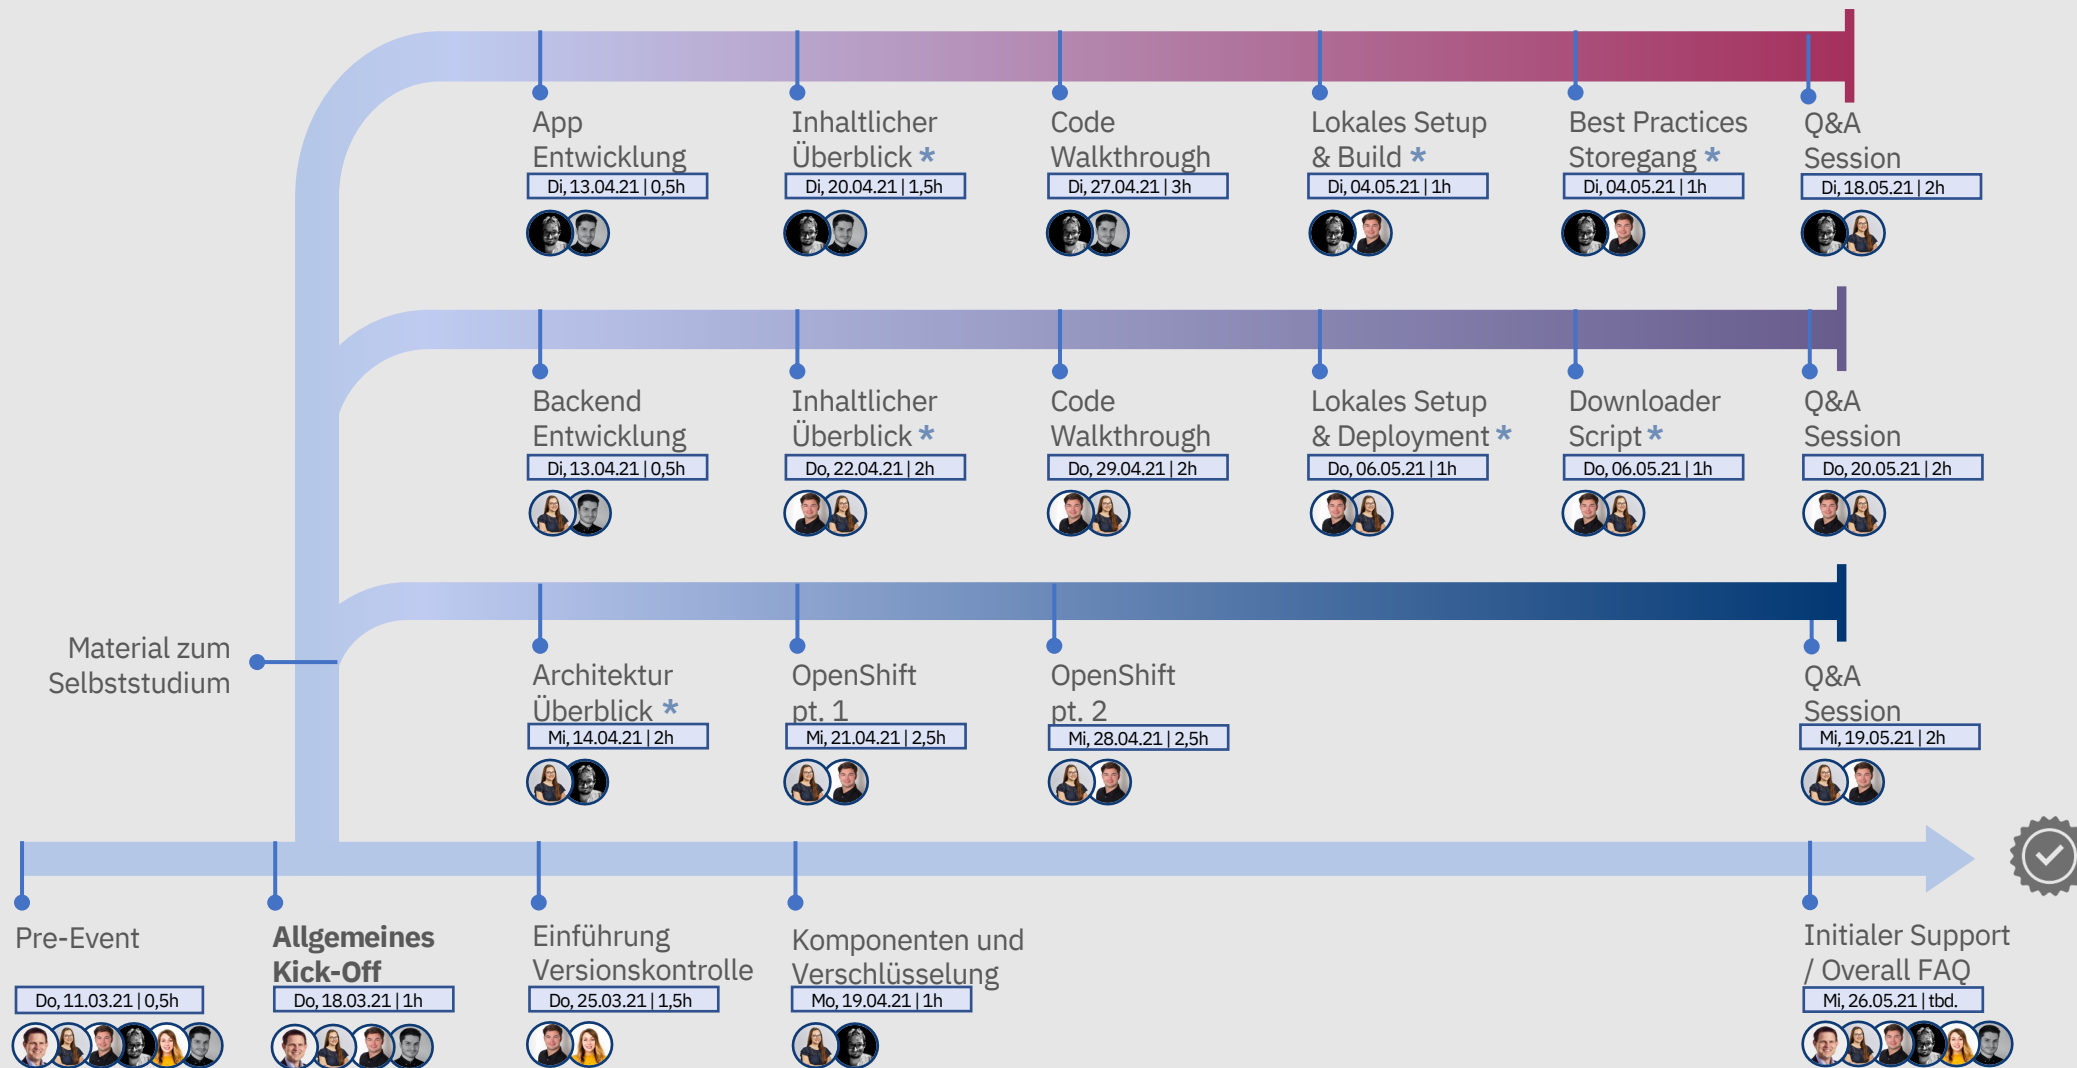 App
Entwicklung
Di, 13.04.21 | 0,5h
Inhaltlicher
Überblick *
Di, 20.04.21 | 1,5h
Code
Walkthrough
Di, 27.04.21 | 3h
Lokales Setup
& Build *
Di, 04.05.21 | 1h
Best Practices
Storegang *
Di, 04.05.21 | 1h
Q&A
Session
Di, 18.05.21 | 2h
Backend
Entwicklung
Di, 13.04.21 | 0,5h
Inhaltlicher
Überblick *
Do, 22.04.21 | 2h
Code
Walkthrough
Do, 29.04.21 | 2h
Lokales Setup
& Deployment *
Do, 06.05.21 | 1h
Downloader
Script *
Do, 06.05.21 | 1h
Q&A
Session
Do, 20.05.21 | 2h
Material zum
Selbststudium
Architektur
Überblick *
Mi, 14.04.21 | 2h
OpenShift
pt. 1
Mi, 21.04.21 | 2,5h
OpenShift
pt. 2
Mi, 28.04.21 | 2,5h
Q&A
Session
Mi, 19.05.21 | 2h
Pre-Event
Do, 11.03.21 | 0,5h
Allgemeines
Kick-Off
Do, 18.03.21 | 1h
Einführung
Versionskontrolle
Do, 25.03.21 | 1,5h
Komponenten und
Verschlüsselung
Mo, 19.04.21 | 1h
Initialer Support
/ Overall FAQ
Mi, 26.05.21 | tbd.